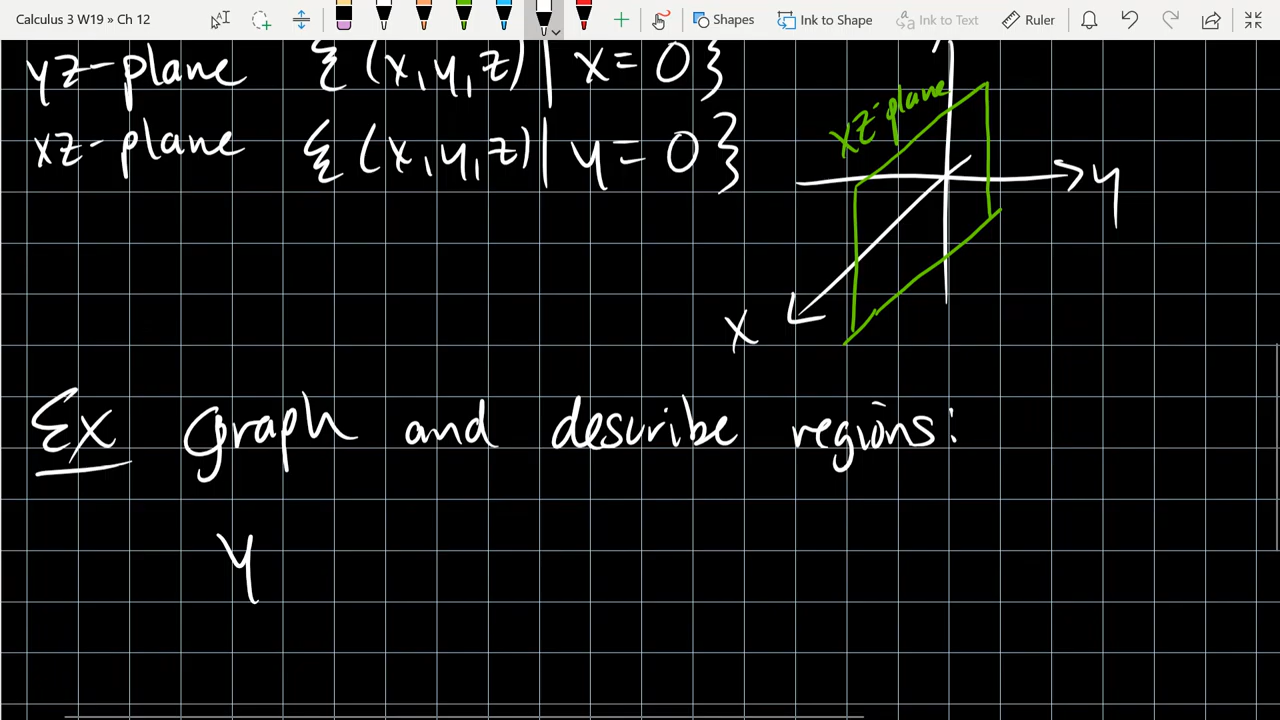 Calculus 3 W19 » Ch 12
Shapes
Ink to Shape
Ink to Text
Ruler
yz-plane {(x,y,z) | x=0}
xz-plane {(x,y,z) | y=0}
xz-plane
y
x
Ex Graph and describe regions:
y